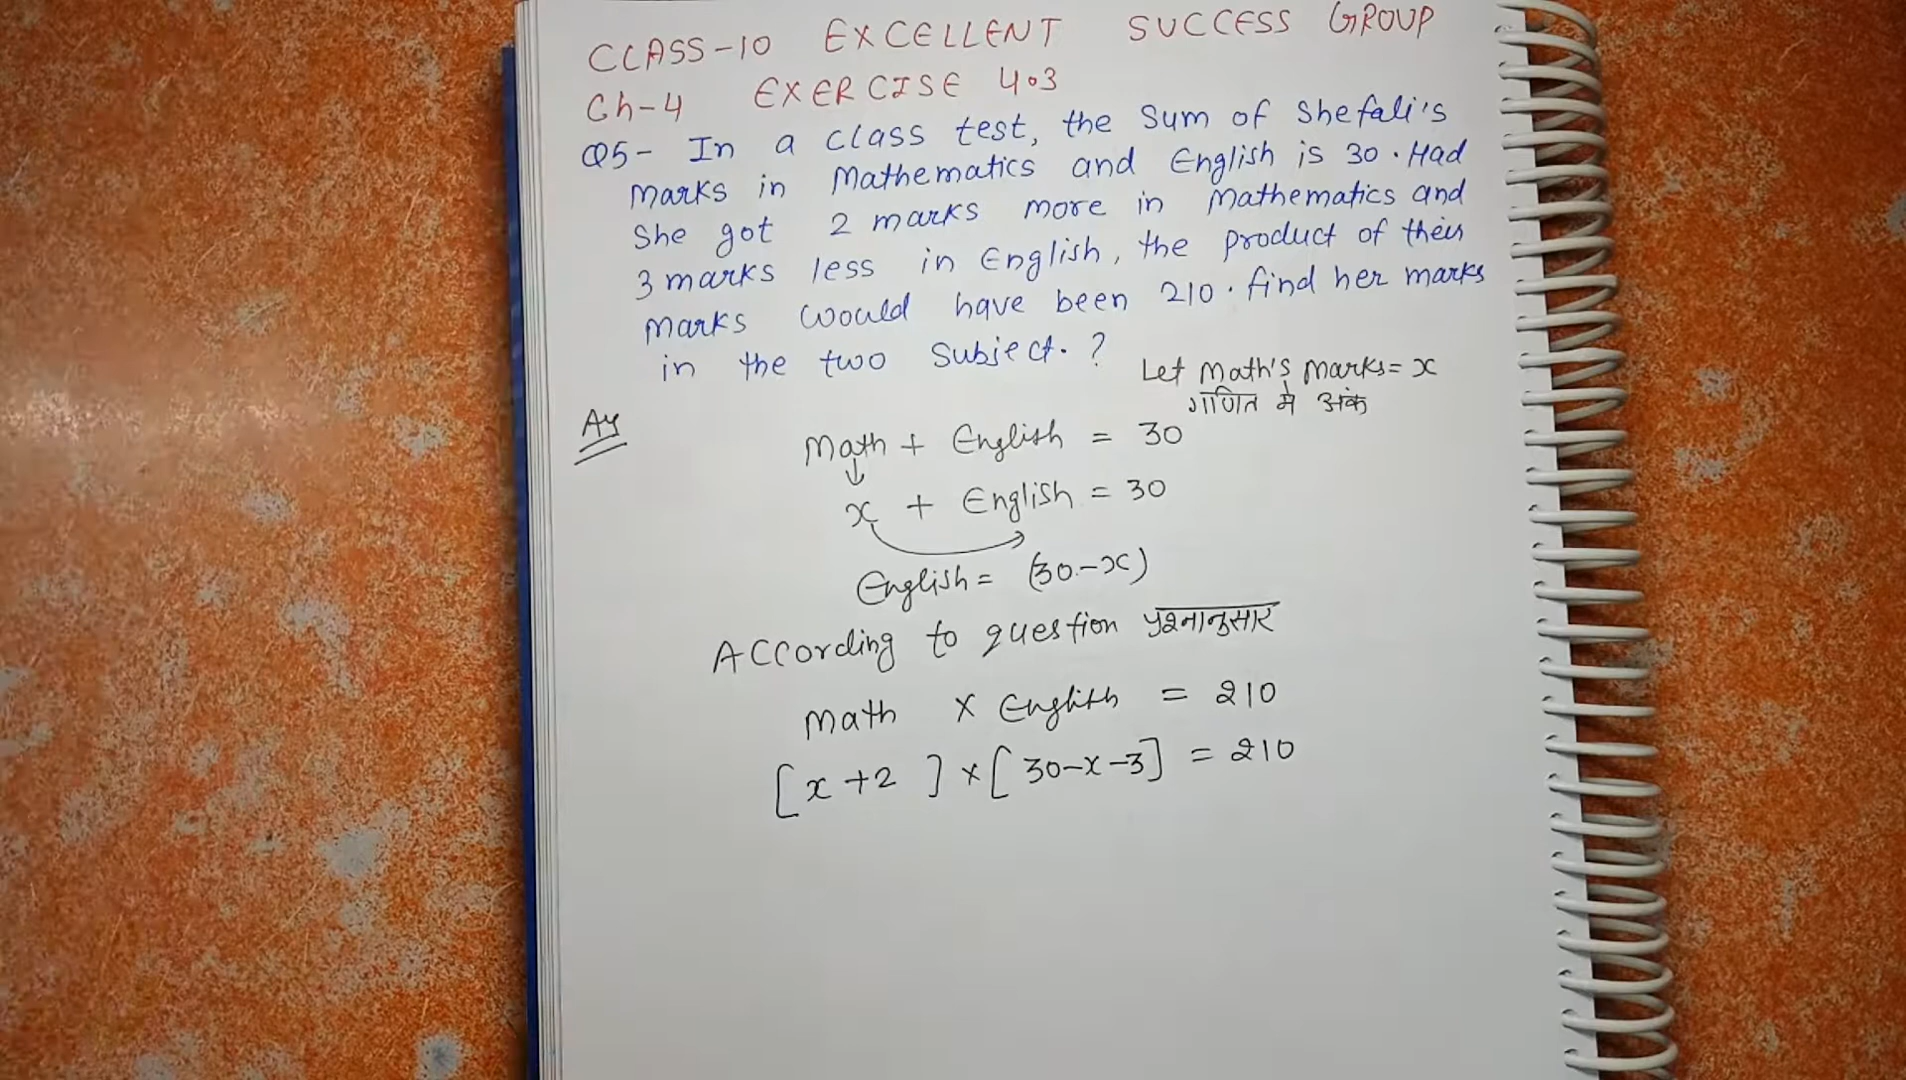 CLASS-10 EXCELLENT SUCCESS GROUP
Ch-4 EXERCISE 4.3
Q5- In a class test, the sum of Shefali's
marks in Mathematics and English is 30. Had
She got 2 marks more in Mathematics and
3 marks less in English, the product of their
marks would have been 210. find her marks
in the two Subject. ?
Let Math's marks = x
गणित मे अंक
Math + English = 30
↓
x + English = 30
English = (30-x)
According to question प्रश्नानुसार
Math × English = 210
[x+2] × [30-x-3] = 210